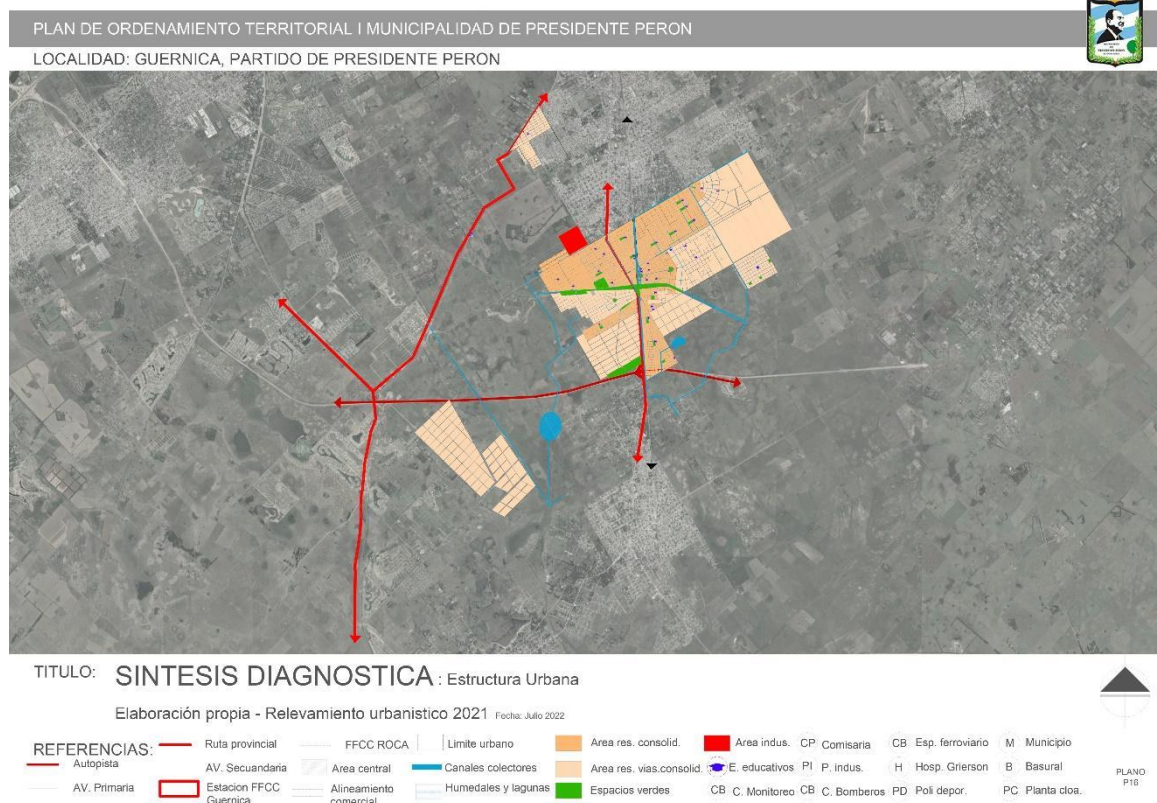 PLAN DE ORDENAMIENTO TERRITORIAL I MUNICIPALIDAD DE PRESIDENTE PERON
LOCALIDAD: GUERNICA, PARTIDO DE PRESIDENTE PERON
TITULO: SINTESIS DIAGNOSTICA : Estructura Urbana
Elaboración propia - Relevamiento urbanistico 2021 Fecha: Julio 2022
REFERENCIAS:
Ruta provincial
Autopista
AV. Primaria
FFCC ROCA
AV. Secuandaria
Estacion FFCC Guernica
Limite urbano
Area central
Alineamiento comercial
Canales colectores
Humedales y lagunas
Area res. consolid.
Area res. vias.consolid.
Espacios verdes
Area indus.
E. educativos
CB C. Monitoreo
CP Comisaria
PI P. indus.
CB C. Bomberos
CB Esp. ferroviario
H Hosp. Grierson
PD Poli depor.
M Municipio
B Basural
PC Planta cloa.
PLANO
P16